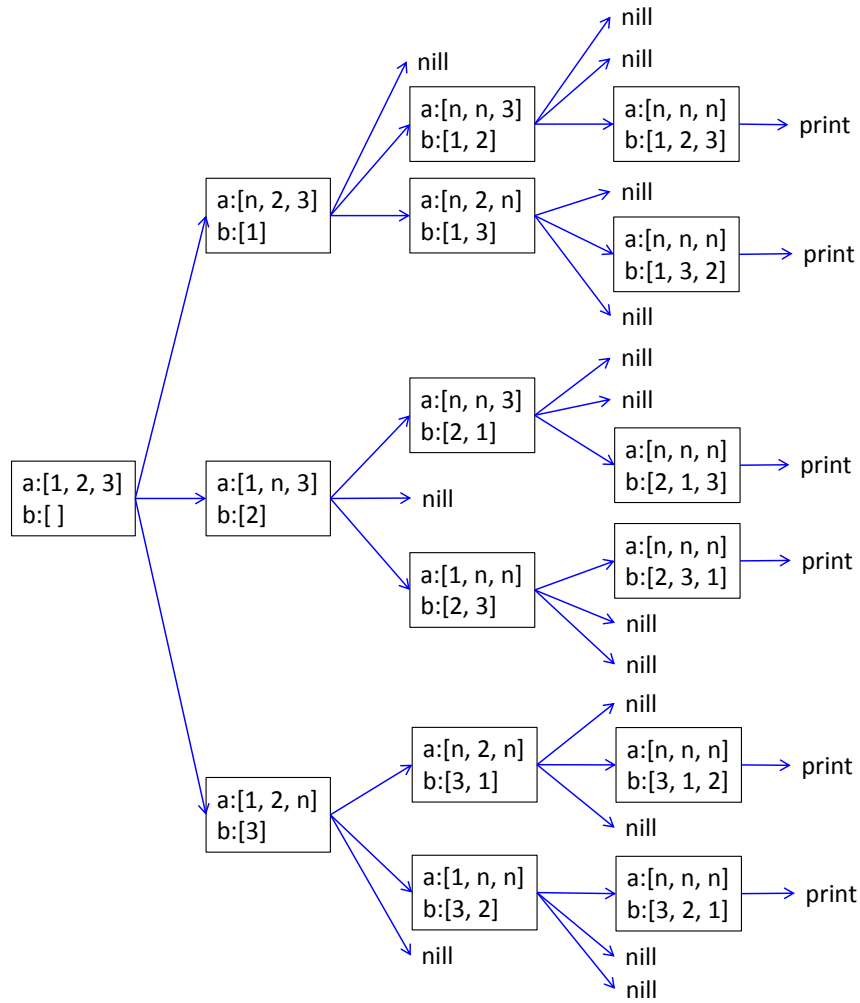 nill
nill
nill
a:[n, n, 3]
b:[1, 2]
a:[n, n, n]
b:[1, 2, 3]
print
a:[n, 2, 3]
b:[1]
a:[n, 2, n]
b:[1, 3]
nill
a:[n, n, n]
b:[1, 3, 2]
print
nill
nill
a:[n, n, 3]
b:[2, 1]
nill
a:[n, n, n]
b:[2, 1, 3]
print
a:[1, 2, 3]
b:[ ]
a:[1, n, 3]
b:[2]
nill
a:[n, n, n]
b:[2, 3, 1]
print
a:[1, n, n]
b:[2, 3]
nill
nill
nill
a:[n, 2, n]
b:[3, 1]
a:[n, n, n]
b:[3, 1, 2]
print
a:[1, 2, n]
b:[3]
nill
a:[1, n, n]
b:[3, 2]
a:[n, n, n]
b:[3, 2, 1]
print
nill
nill
nill